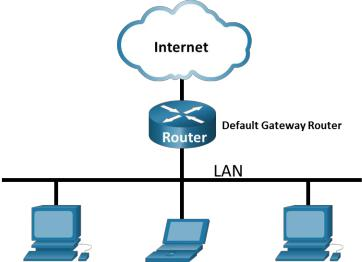 Internet
Default Gateway Router
Router
LAN